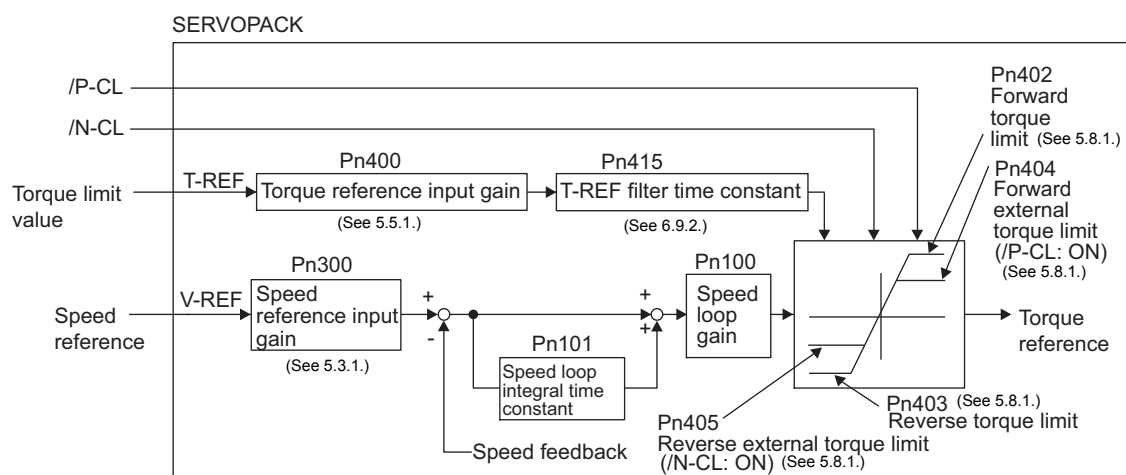 SERVOPACK
/P-CL
/N-CL
Torque limit
value
T-REF
Pn400
Torque reference input gain
(See 5.5.1.)
Pn415
T-REF filter time constant
(See 6.9.2.)
Pn402
Forward
torque
limit (See 5.8.1.)
Pn404
Forward
external
torque limit
(/P-CL: ON)
(See 5.8.1.)
Speed
reference
V-REF
Pn300
Speed
reference input
gain
(See 5.3.1.)
+
-
Pn101
Speed loop
integral time
constant
Speed feedback
+
+
Pn100
Speed
loop
gain
Torque
reference
Pn403 (See 5.8.1.)
Reverse torque limit
Pn405
Reverse external torque limit
(/N-CL: ON) (See 5.8.1.)